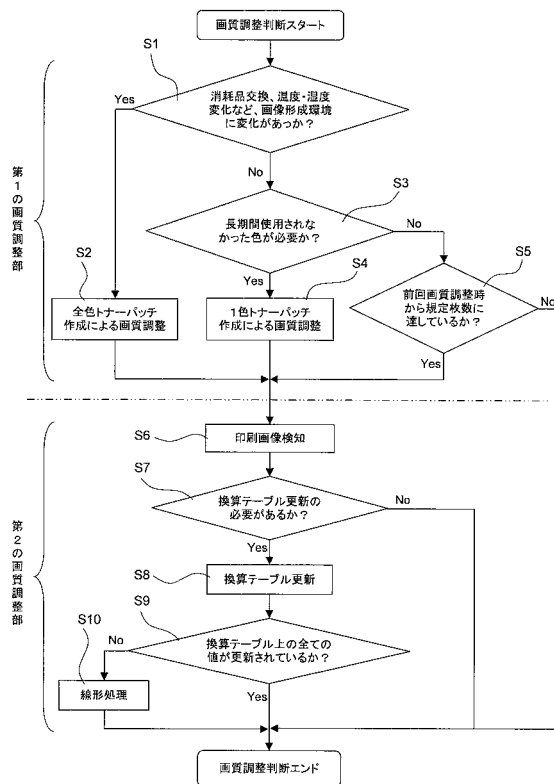 画質調整判断スタート
S1
消耗品交換、温度・湿度
変化など、画像形成環境
に変化があっか？
Yes
No
S3
長期間使用されな
かった色が必要か？
No
Yes
第1の画質調整部
S2
全色トナーパッチ
作成による画質調整
S4
1色トナーパッチ
作成による画質調整
S5
前回画質調整時
から規定枚数に
達しているか？
No
Yes
S6
印刷画像検知
S7
換算テーブル更新の
必要があるか？
No
Yes
第2の画質調整部
S8
換算テーブル更新
S9
換算テーブル上の全ての
値が更新されているか？
No
Yes
S10
線形処理
画質調整判断エンド